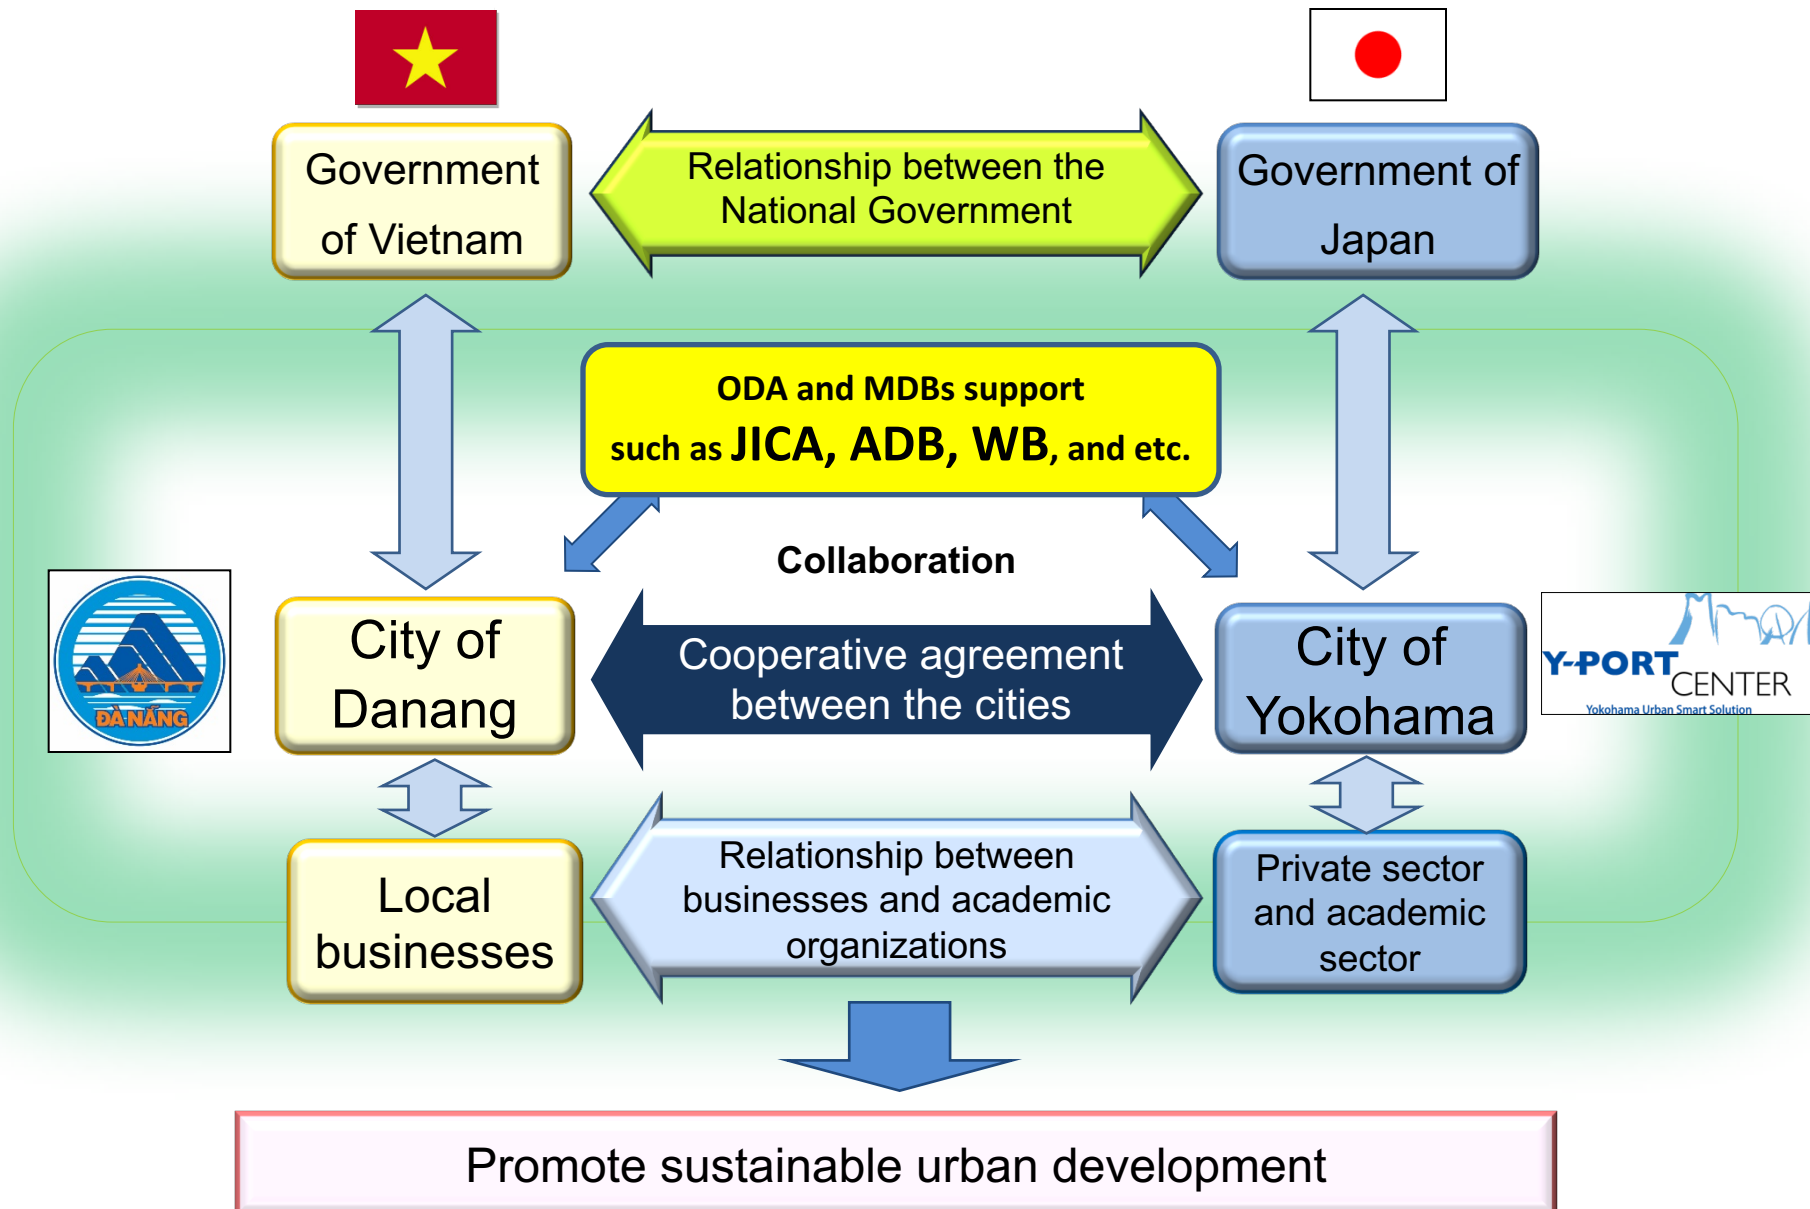 Government
of Vietnam
Relationship between the
National Government
Government of
Japan
ODA and MDBs support
such as JICA, ADB, WB, and etc.
Collaboration
ĐÀ NẴNG
City of
Danang
Cooperative agreement
between the cities
City of
Yokohama
Y-PORT
CENTER
Yokohama Urban Smart Solution
Local
businesses
Relationship between
businesses and academic
organizations
Private sector
and academic
sector
Promote sustainable urban development